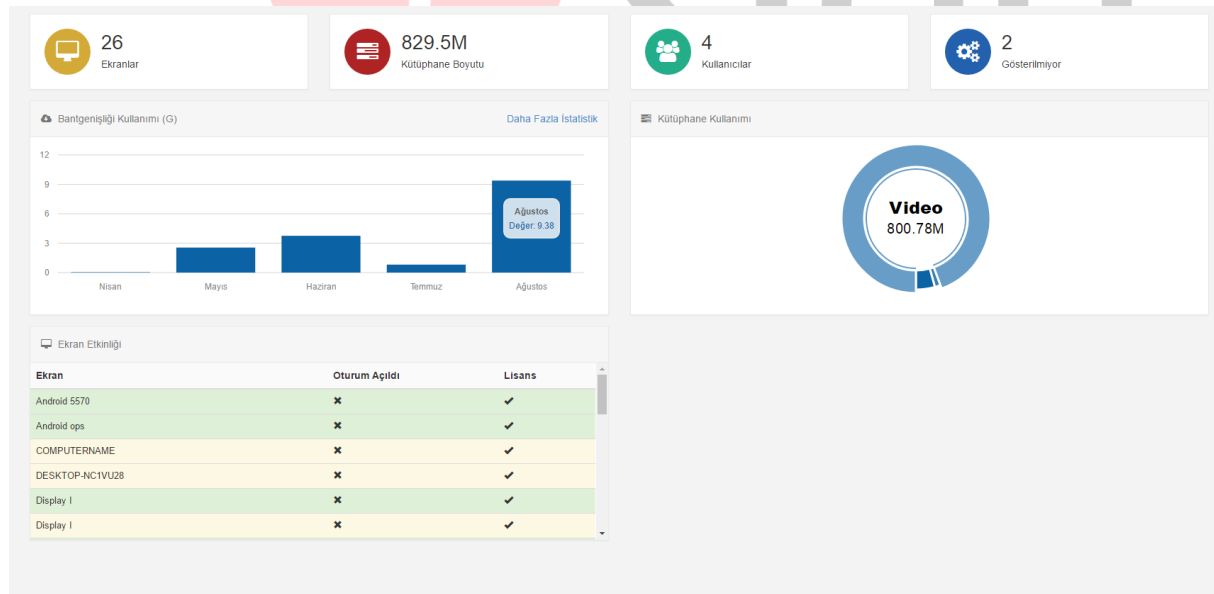 26
Ekranlar
829.5M
Kütüphane Boyutu
4
Kullanıcılar
2
Gösterilmiyor
Bantgenişliği Kullanımı (G)
Daha Fazla İstatistik
12
9
6
3
0
Ağustos
Değer: 9.38
Nisan
Mayıs
Haziran
Temmuz
Ağustos
Kütüphane Kullanımı
Video
800.78M
Ekran Etkinliği
Ekran Oturum Açıldı Lisans
Android 5570
Android ops
COMPUTERNAME
DESKTOP-NC1VU28
Display I
Display I